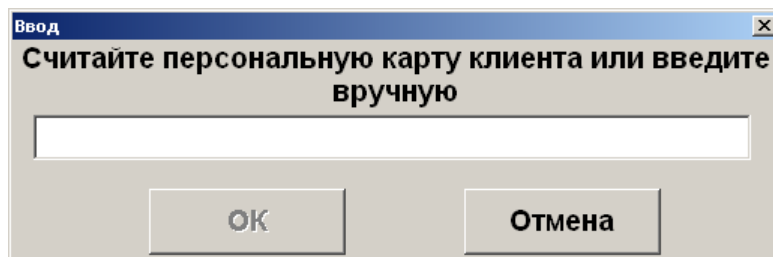 Ввод
Считайте персональную карту клиента или введите
вручную
ОК
Отмена